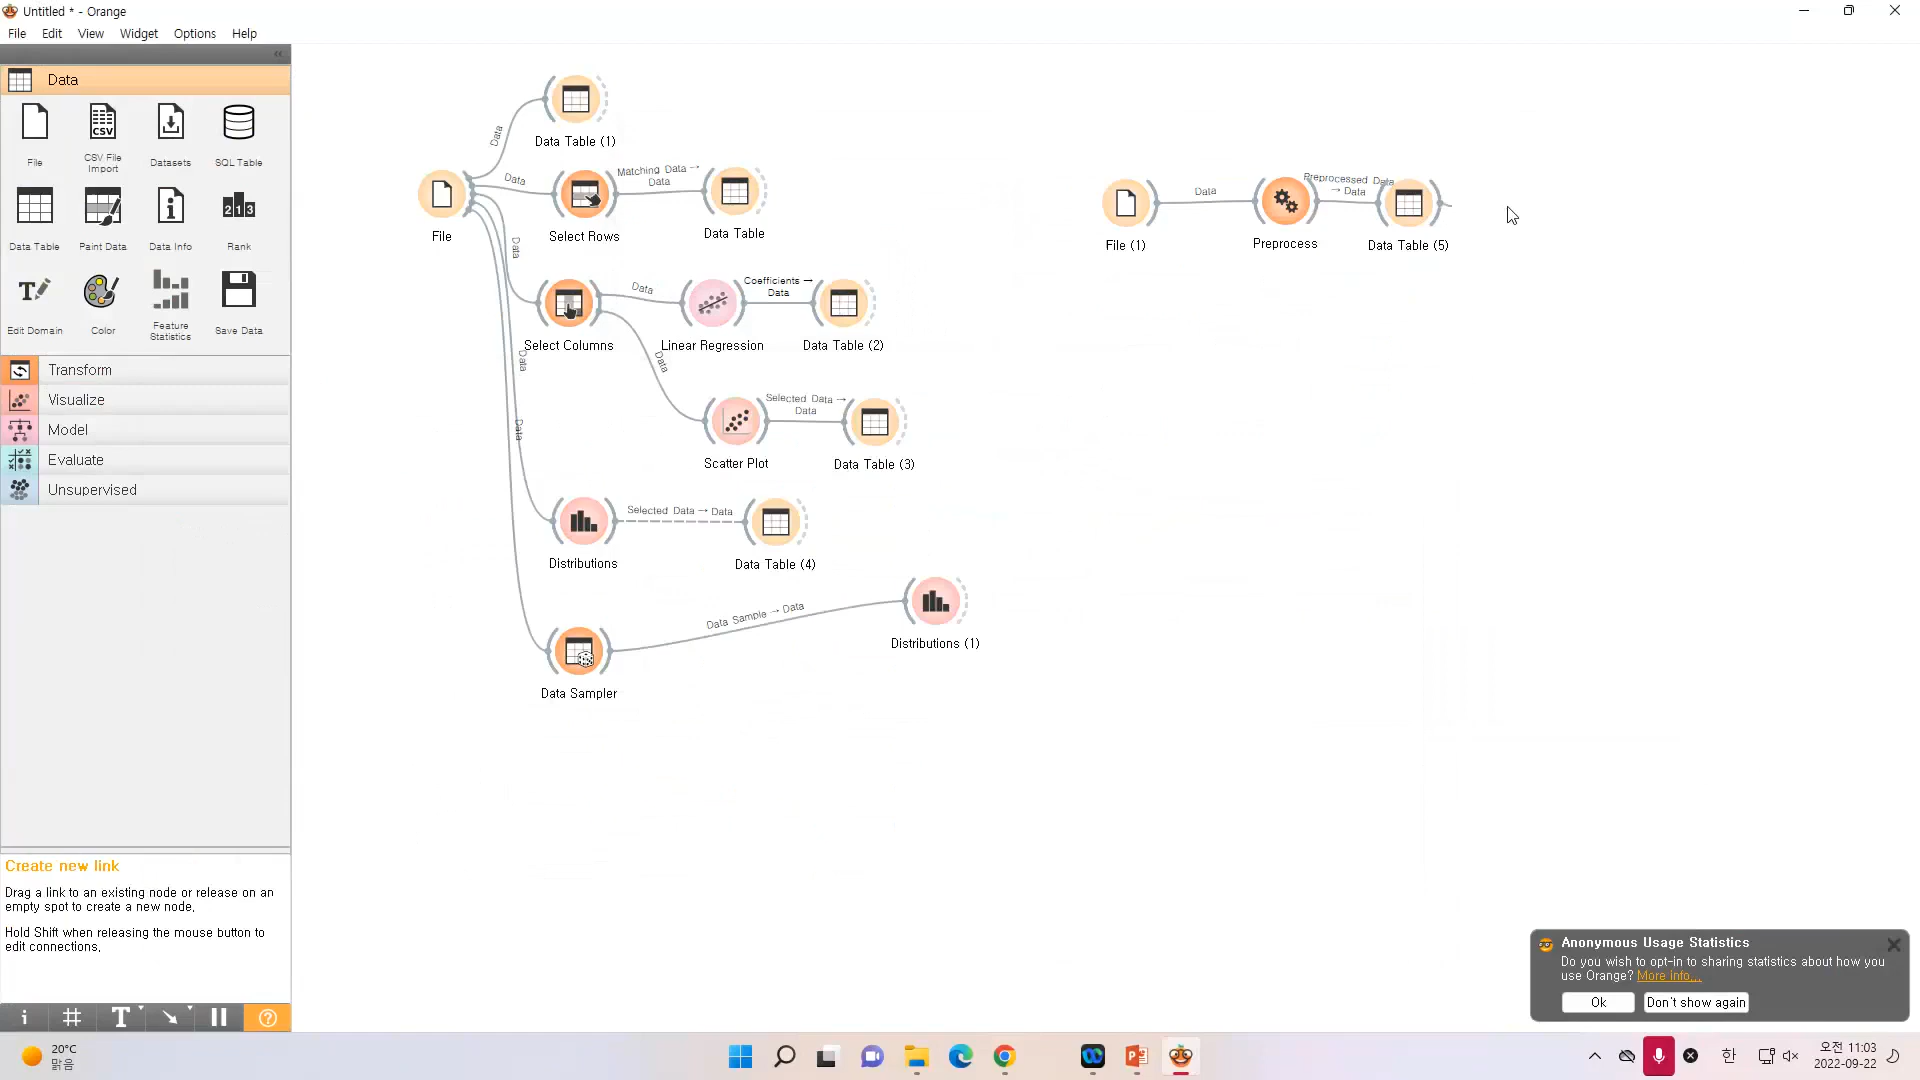 Untitled * - Orange
File Edit View Widget Options Help
Data
File
CSV File Import
Datasets
SQL Table
Data Table
Paint Data
Data Info
Rank
Edit Domain
Color
Feature Statistics
Save Data
Transform
Visualize
Model
Evaluate
Unsupervised
Data
Data Table (1)
File
Data
Select Rows
Matching Data →
Data
Data Table
Data
Select Columns
Data
Linear Regression
Coefficients →
Data
Data Table (2)
Data
Data
Scatter Plot
Selected Data →
Data
Data Table (3)
Data
Distributions
Selected Data → Data
Data Table (4)
Data Sampler
Data Sample → Data
Distributions (1)
File (1)
Data
Preprocess
Preprocessed Data
→ Data
Data Table (5)
Create new link
Drag a link to an existing node or release on an
empty spot to create a new node.
Hold Shift when releasing the mouse button to
edit connections.
Anonymous Usage Statistics
Do you wish to opt-in to sharing statistics about how you
use Orange? More info...
Ok
Don't show again
20°C
맑음
한
오전 11:03
2022-09-22